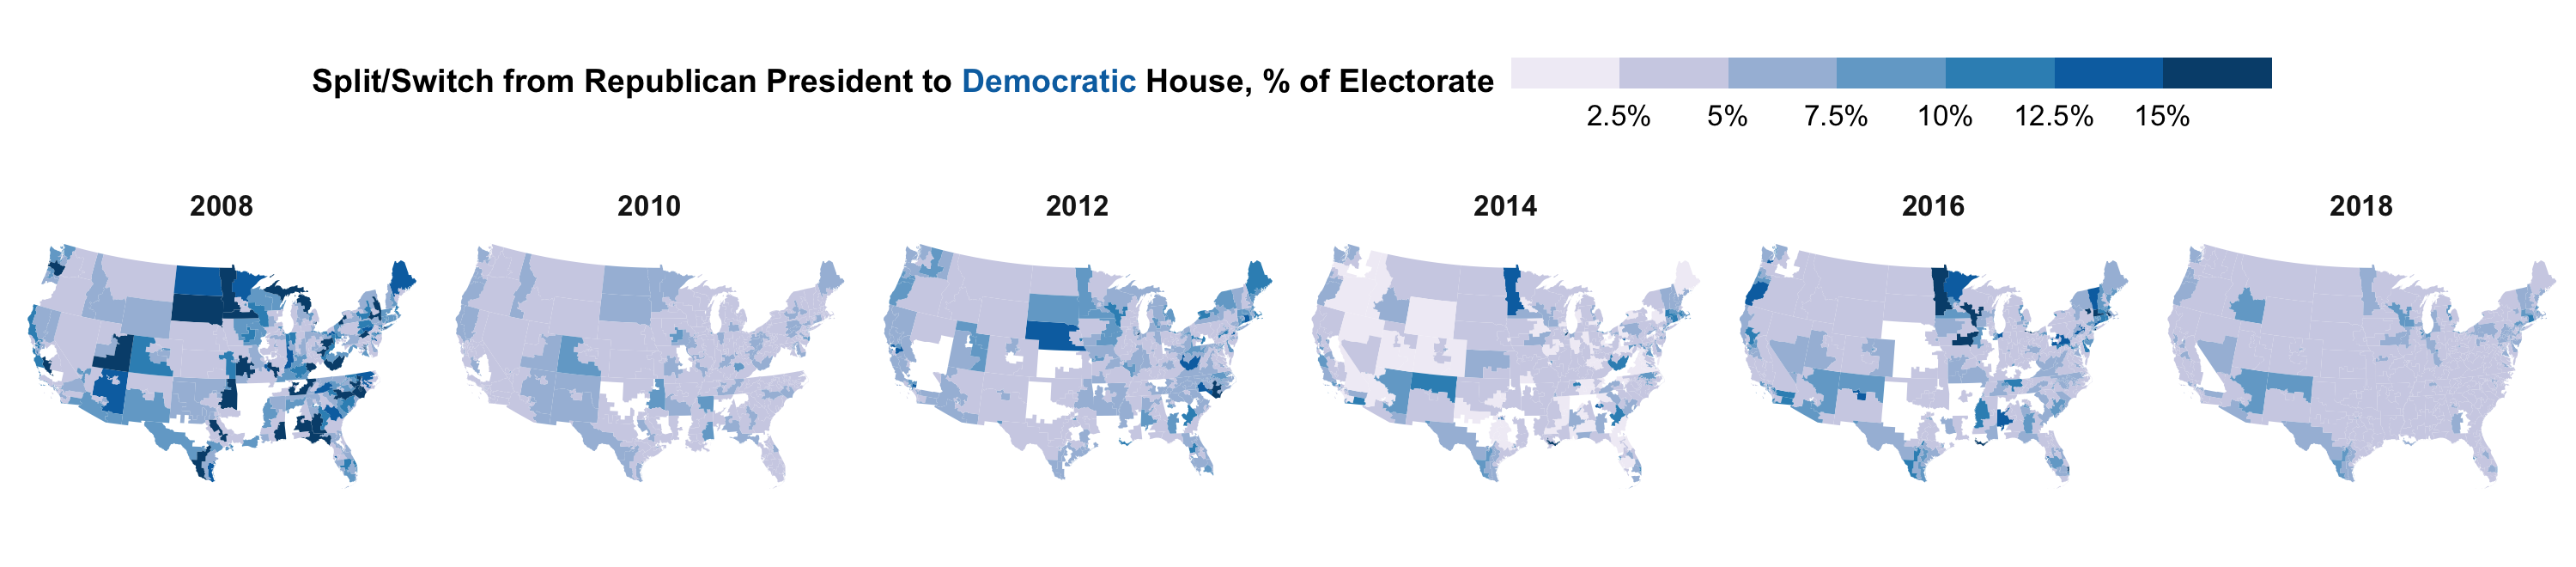 Split/Switch from Republican President to Democratic House, % of Electorate
2.5% 5% 7.5% 10% 12.5% 15%
2008 2010 2012 2014 2016 2018